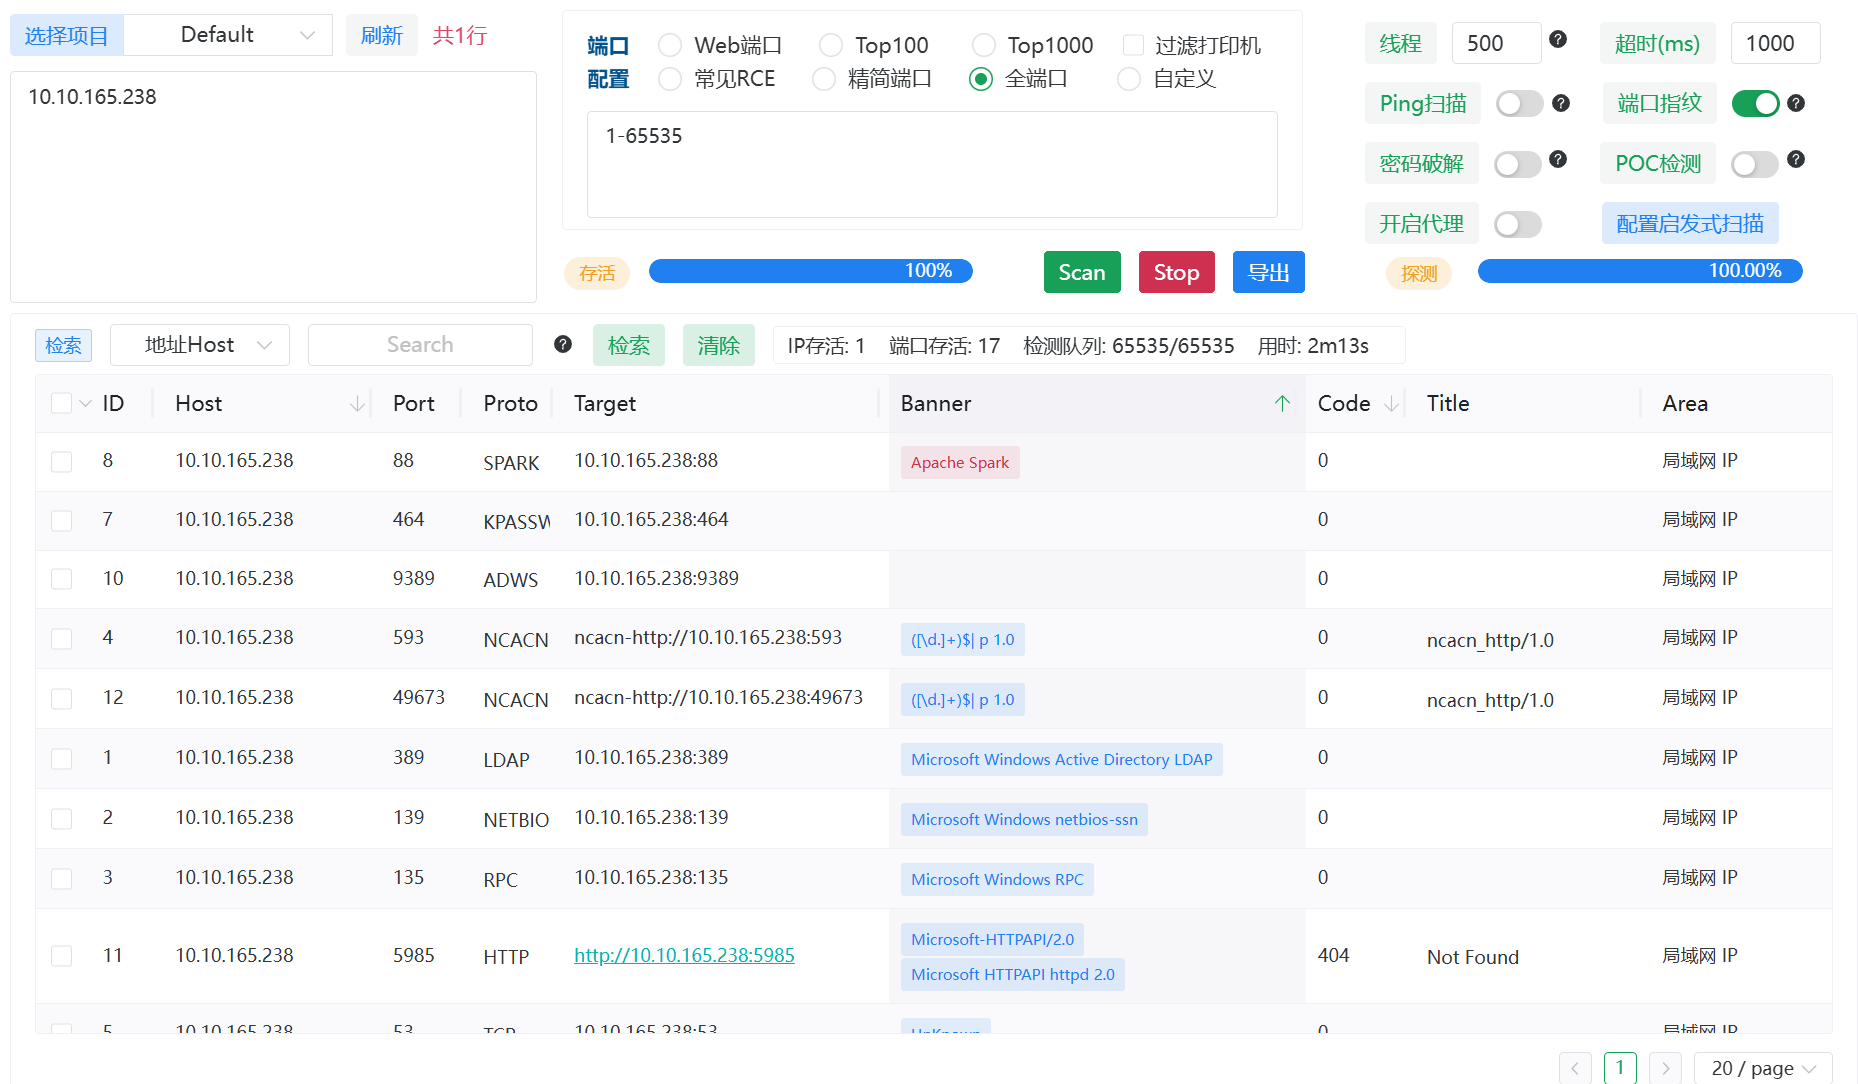 选择项目 Default 刷新 共1行
10.10.165.238
端口 Web端口 Top100 Top1000 过滤打印机
配置 常见RCE 精简端口 全端口 自定义
1-65535
线程 500 超时(ms) 1000
Ping扫描 端口指纹
密码破解 POC检测
开启代理 配置启发式扫描
存活 100% Scan Stop 导出 探测 100.00%
检索 地址Host Search 检索 清除 IP存活: 1 端口存活: 17 检测队列: 65535/65535 用时: 2m13s
ID Host Port Proto Target Banner Code Title Area
8 10.10.165.238 88 SPARK 10.10.165.238:88 Apache Spark 0 局域网 IP
7 10.10.165.238 464 KPASSW 10.10.165.238:464 0 局域网 IP
10 10.10.165.238 9389 ADWS 10.10.165.238:9389 0 局域网 IP
4 10.10.165.238 593 NCACN ncacn-http://10.10.165.238:593 ([\d.]+)$| p 1.0 0 ncacn_http/1.0 局域网 IP
12 10.10.165.238 49673 NCACN ncacn-http://10.10.165.238:49673 ([\d.]+)$| p 1.0 0 ncacn_http/1.0 局域网 IP
1 10.10.165.238 389 LDAP 10.10.165.238:389 Microsoft Windows Active Directory LDAP 0 局域网 IP
2 10.10.165.238 139 NETBIO 10.10.165.238:139 Microsoft Windows netbios-ssn 0 局域网 IP
3 10.10.165.238 135 RPC 10.10.165.238:135 Microsoft Windows RPC 0 局域网 IP
11 10.10.165.238 5985 HTTP http://10.10.165.238:5985 Microsoft-HTTPAPI/2.0 404 Not Found 局域网 IP
Microsoft HTTPAPI httpd 2.0
5 10.10.165.238 53 TCP 10.10.165.238:53 UnKnown 0 局域网 IP
1 20 / page